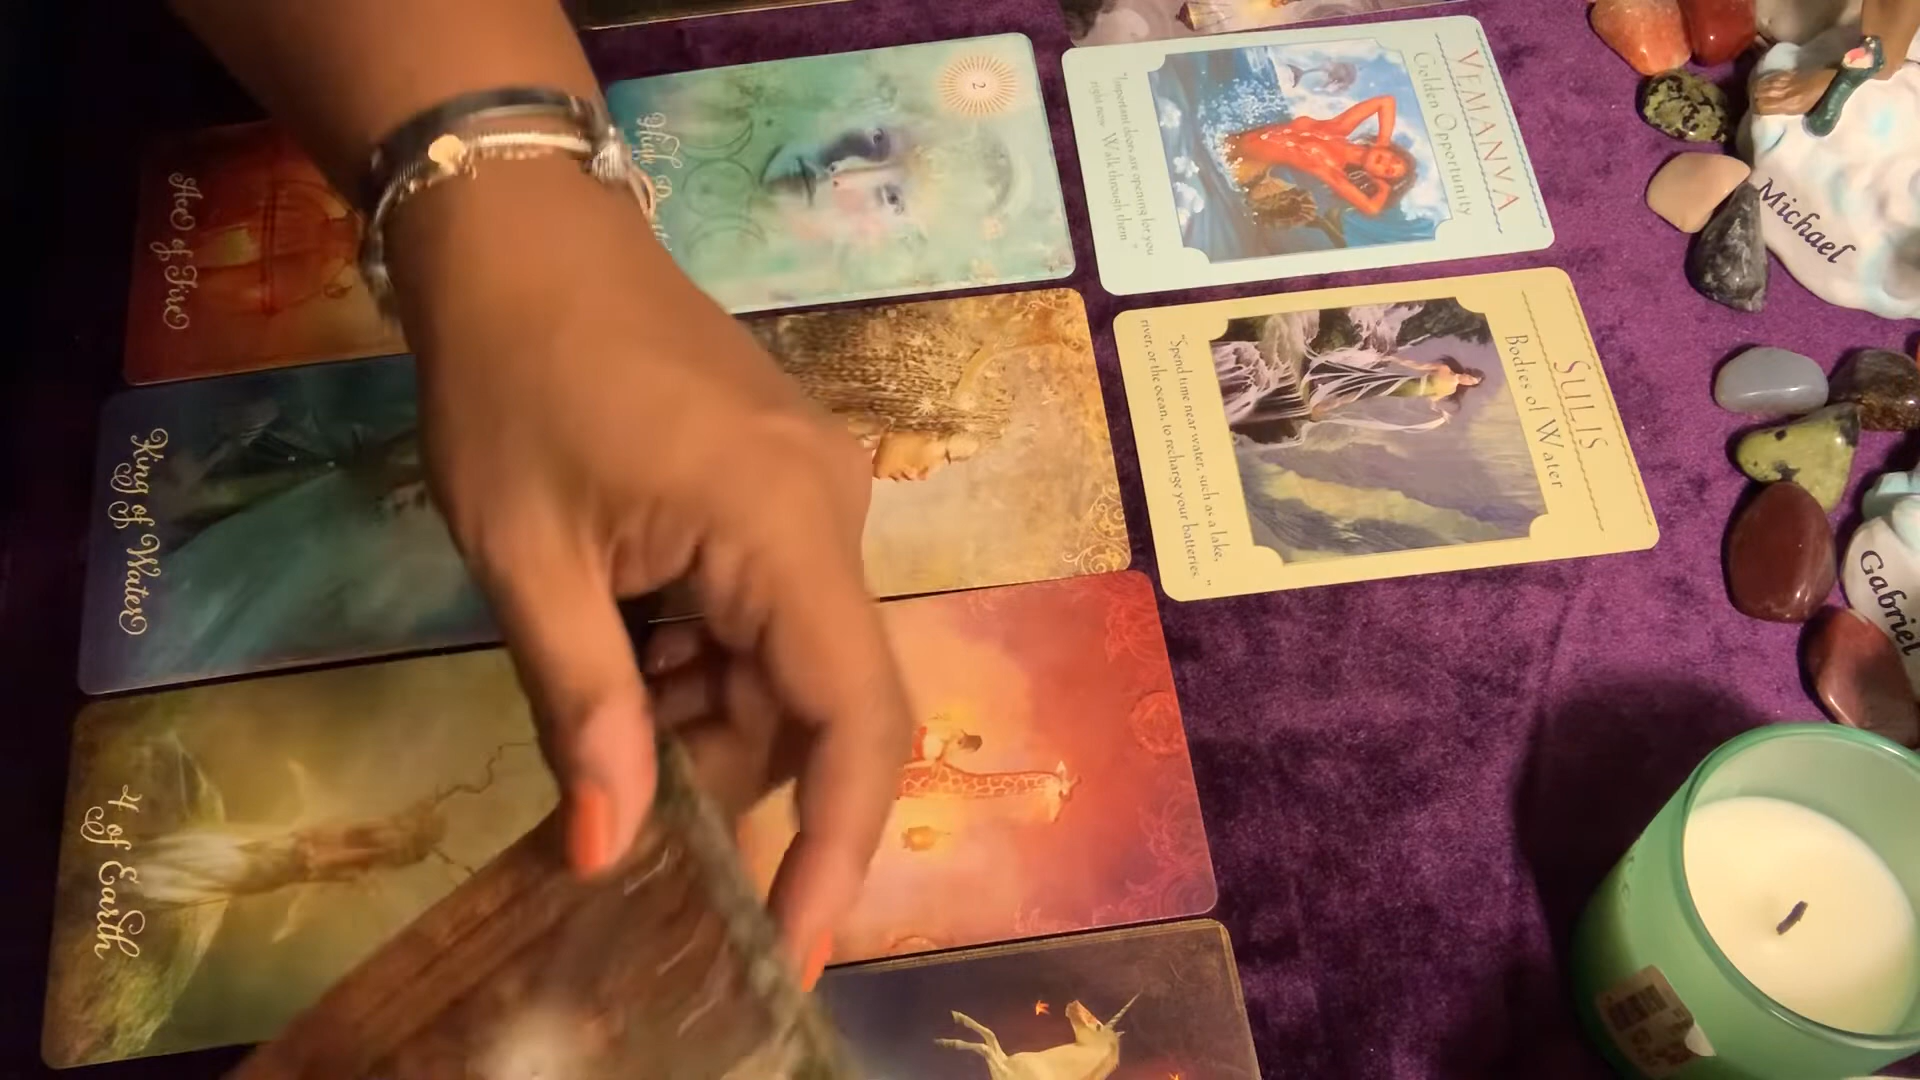 Ace of Fire
King of Water
4 of Earth
2
High
VEMANYA
Golden Opportunity
"Important doors are opening for you
right now. Walk through them."
SULIS
Bodies of Water
"Spend time near water, such as a lake,
river, or the ocean, to recharge your batteries."
Michael
Gabriel